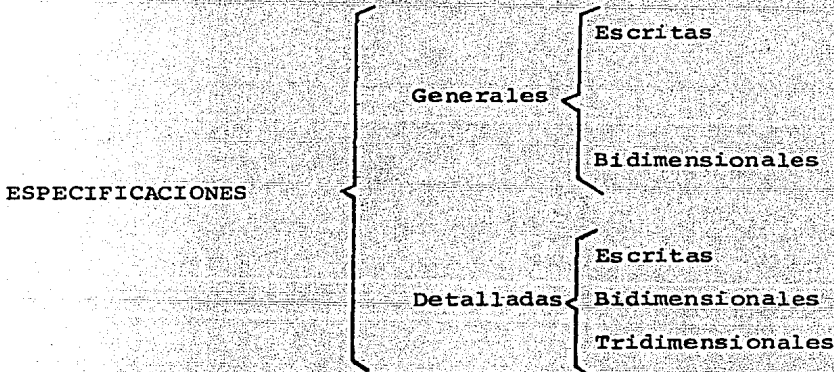 Escritas
Generales
Bidimensionales
ESPECIFICACIONES
Escritas
Detalladas Bidimensionales
Tridimensionales